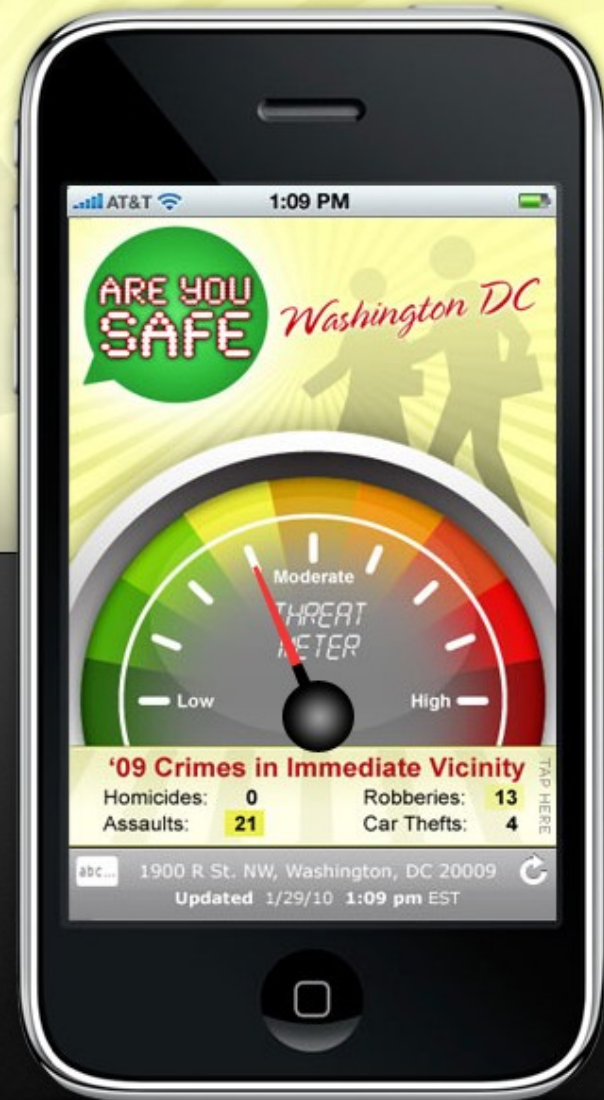 AT&T 1:09 PM
ARE YOU
SAFE
Washington DC
Moderate
THREAT
METER
Low High
'09 Crimes in Immediate Vicinity
Homicides: 0 Robberies: 13
Assaults: 21 Car Thefts: 4
TAP HERE
abc... 1900 R St. NW, Washington, DC 20009
Updated 1/29/10 1:09 pm EST